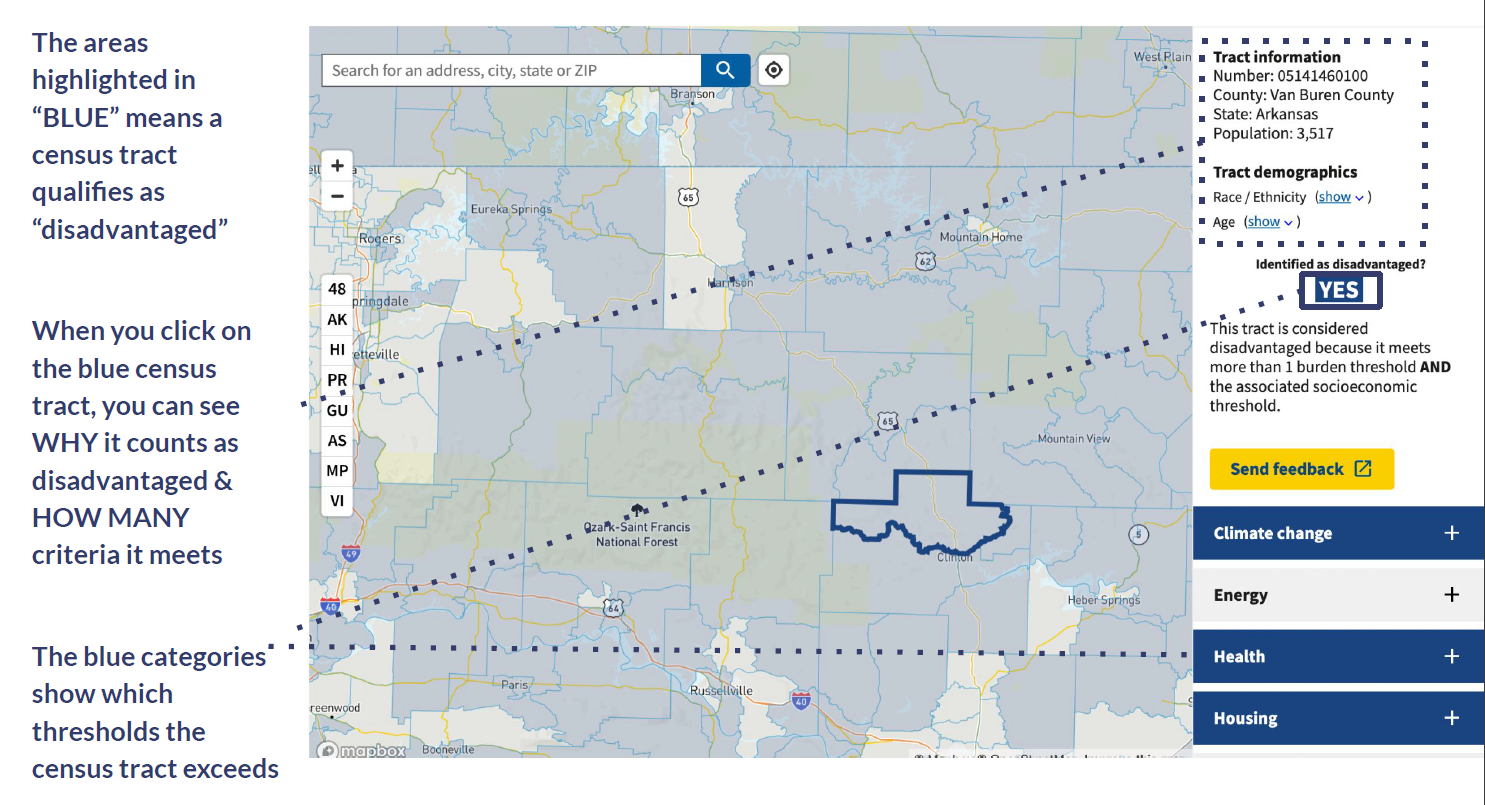 The areas
highlighted in
“BLUE” means a
census tract
qualifies as
“disadvantaged”
When you click on
the blue census
tract, you can see
WHY it counts as
disadvantaged &
HOW MANY
criteria it meets
The blue categories
show which
thresholds the
census tract exceeds
Search for an address, city, state or ZIP
West Plain
Branson
+
−
65
Eureka Springs
Rogers
Mountain Home
62
Harrison
48
pringdale
AK
HI
etteville
PR
GU
65
AS
Mountain View
MP
VI
Ozark-Saint Francis
National Forest
5
49
Clinton
40
64
Heber Springs
Paris
Russellville
40
reenwood
mapbox
Booneville
Tract information
Number: 05141460100
County: Van Buren County
State: Arkansas
Population: 3,517
Tract demographics
Race / Ethnicity (show )
Age (show )
Identified as disadvantaged?
YES
This tract is considered
disadvantaged because it meets
more than 1 burden threshold AND
the associated socioeconomic
threshold.
Send feedback
Climate change +
Energy +
Health +
Housing +